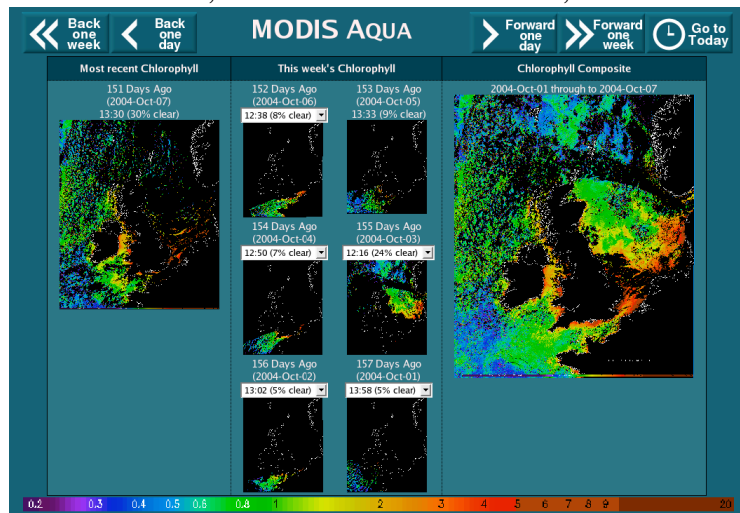 Back one week
Back one day
MODIS AQUA
Forward one day
Forward one week
Go to Today
Most recent Chlorophyll
This week's Chlorophyll
Chlorophyll Composite
151 Days Ago
(2004-Oct-07)
13:30 (30% clear)
152 Days Ago
(2004-Oct-06)
12:38 (8% clear)
153 Days Ago
(2004-Oct-05)
13:33 (9% clear)
2004-Oct-01 through to 2004-Oct-07
154 Days Ago
(2004-Oct-04)
12:50 (7% clear)
155 Days Ago
(2004-Oct-03)
12:16 (24% clear)
156 Days Ago
(2004-Oct-02)
13:02 (5% clear)
157 Days Ago
(2004-Oct-01)
13:58 (5% clear)
0.2 0.3 0.4 0.5 0.6 0.8 1 2 3 4 5 6 7 8 9 20